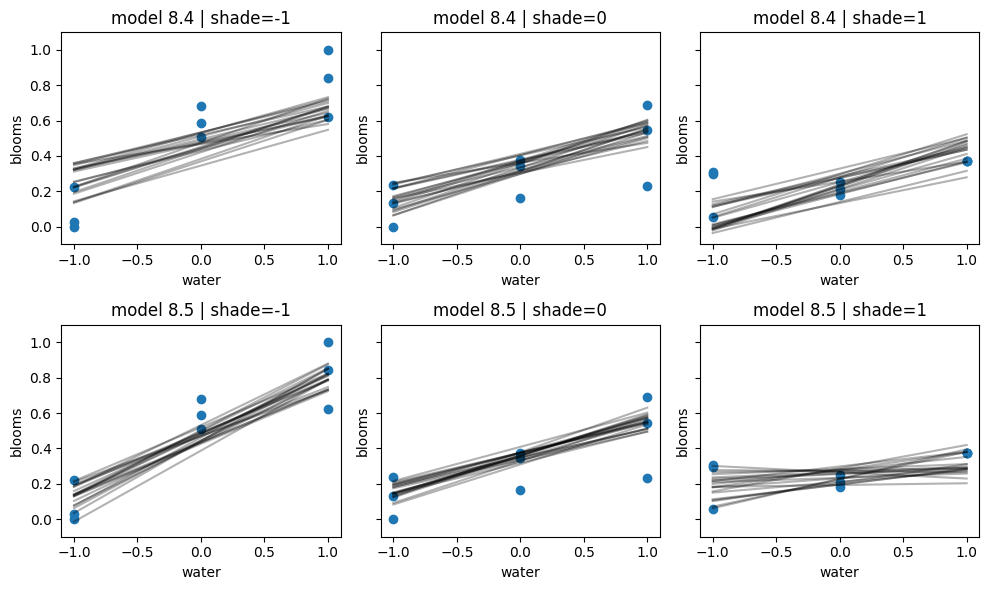 model 8.4 | shade=-1
model 8.4 | shade=0
model 8.4 | shade=1
1.0
0.8
0.6
0.4
0.2
0.0
blooms
blooms
blooms
−1.0 −0.5 0.0 0.5 1.0
−1.0 −0.5 0.0 0.5 1.0
−1.0 −0.5 0.0 0.5 1.0
water
water
water
model 8.5 | shade=-1
model 8.5 | shade=0
model 8.5 | shade=1
1.0
0.8
0.6
0.4
0.2
0.0
blooms
blooms
blooms
−1.0 −0.5 0.0 0.5 1.0
−1.0 −0.5 0.0 0.5 1.0
−1.0 −0.5 0.0 0.5 1.0
water
water
water